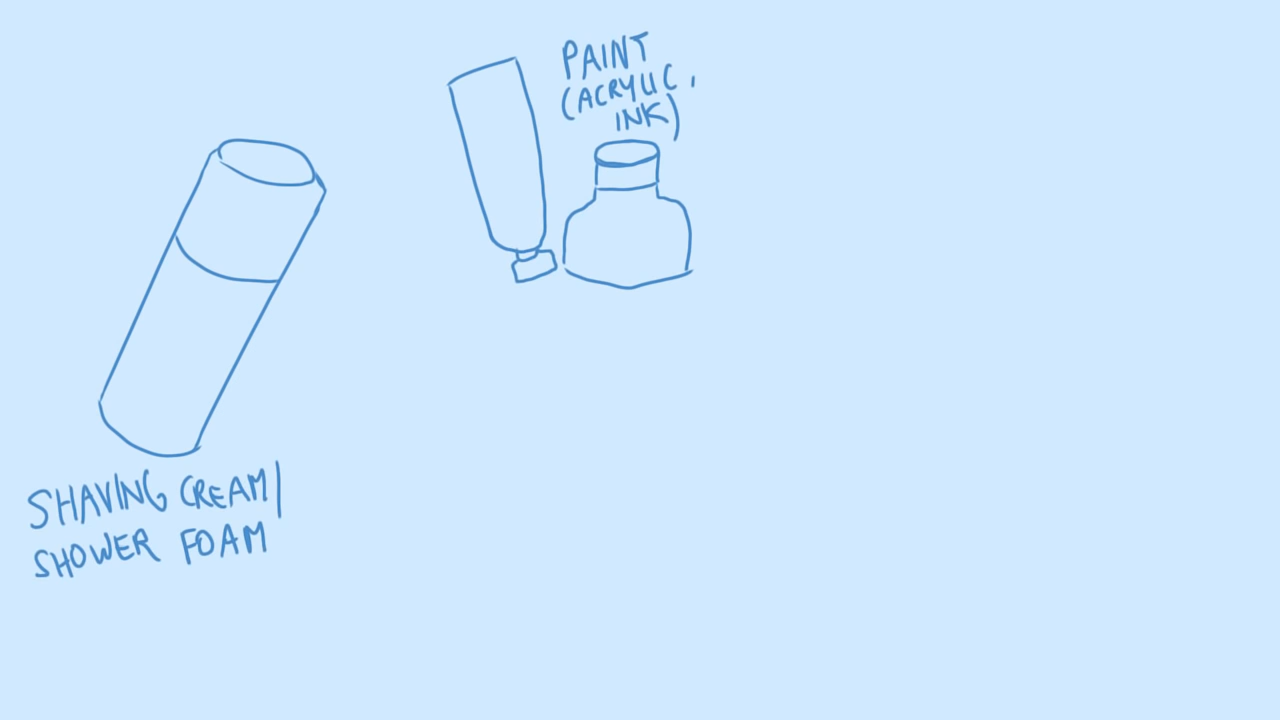 PAINT
(ACRYLIC,
INK)
SHAVING CREAM/
SHOWER FOAM